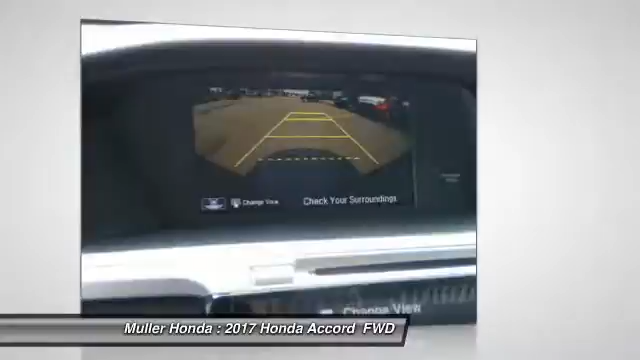 Change View
Check Your Surroundings
Change View
Muller Honda : 2017 Honda Accord  FWD